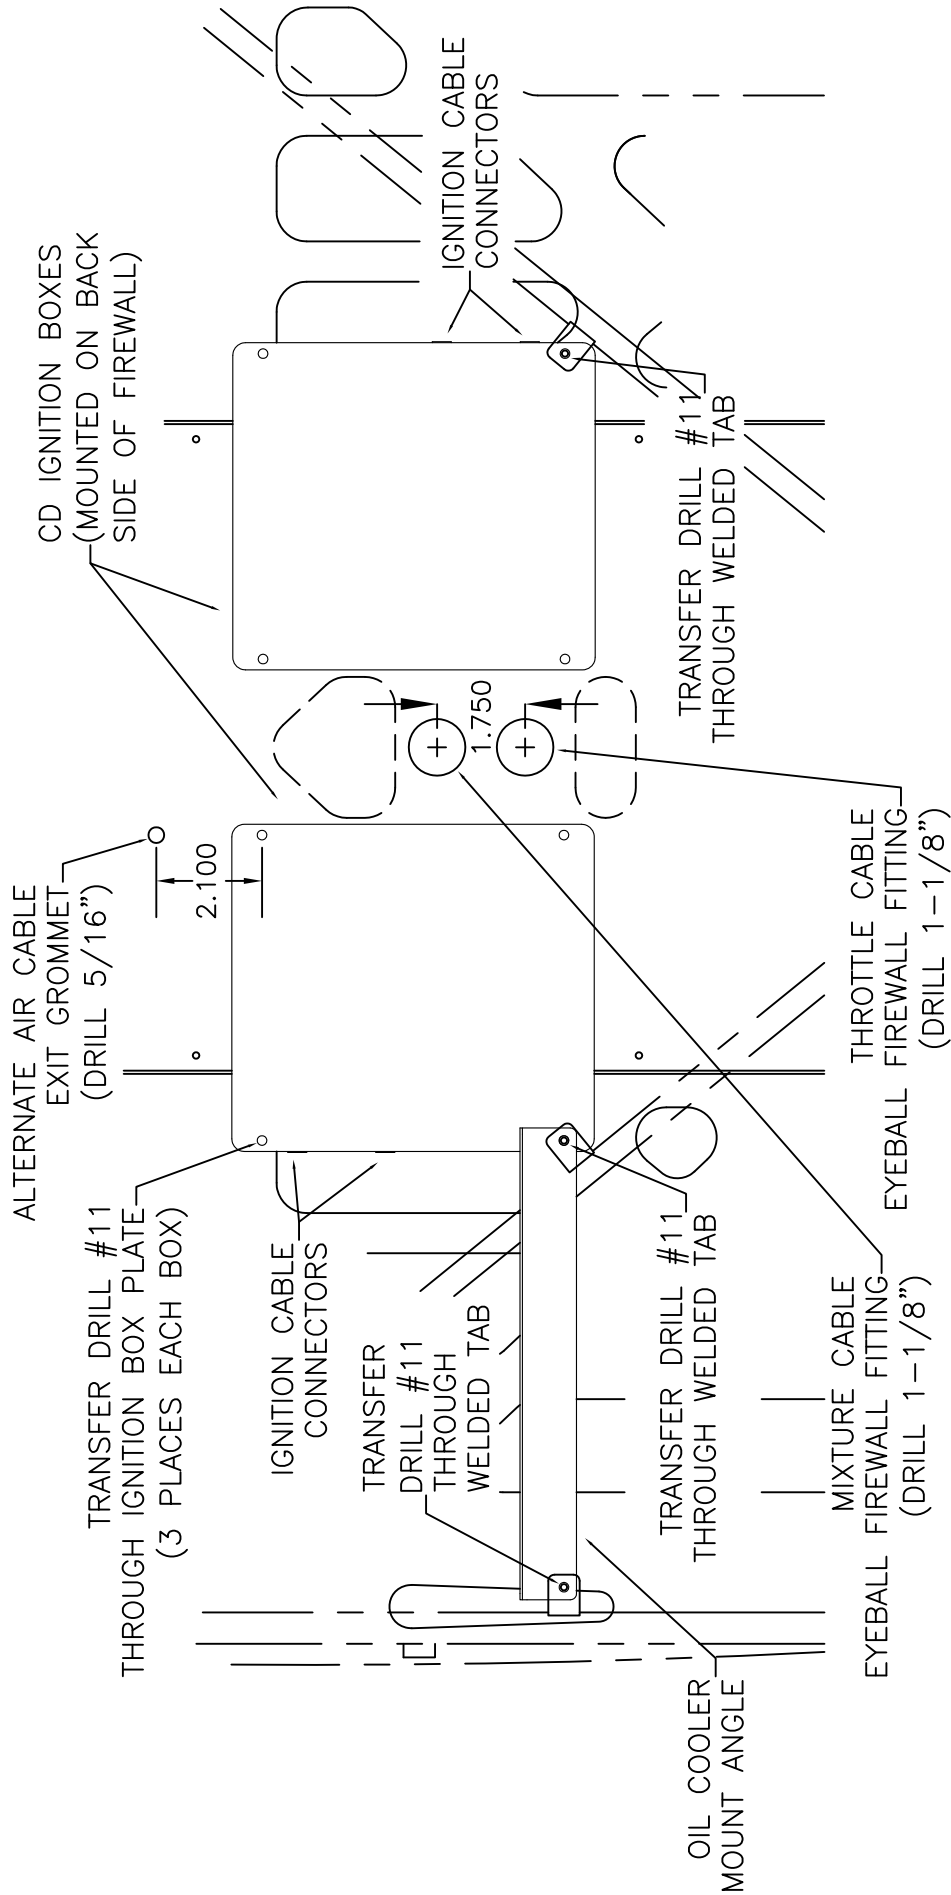 ALTERNATE AIR CABLE
EXIT GROMMET
(DRILL 5/16")
CD IGNITION BOXES
(MOUNTED ON BACK
SIDE OF FIREWALL)
TRANSFER DRILL #11
THROUGH IGNITION BOX PLATE
(3 PLACES EACH BOX)
2.100
IGNITION CABLE
CONNECTORS
IGNITION CABLE
CONNECTORS
TRANSFER
DRILL #11
THROUGH
WELDED TAB
1.750
TRANSFER DRILL #11
THROUGH WELDED TAB
TRANSFER DRILL #11
THROUGH WELDED TAB
OIL COOLER
MOUNT ANGLE
MIXTURE CABLE
EYEBALL FIREWALL FITTING
(DRILL 1-1/8")
THROTTLE CABLE
EYEBALL FIREWALL FITTING
(DRILL 1-1/8")